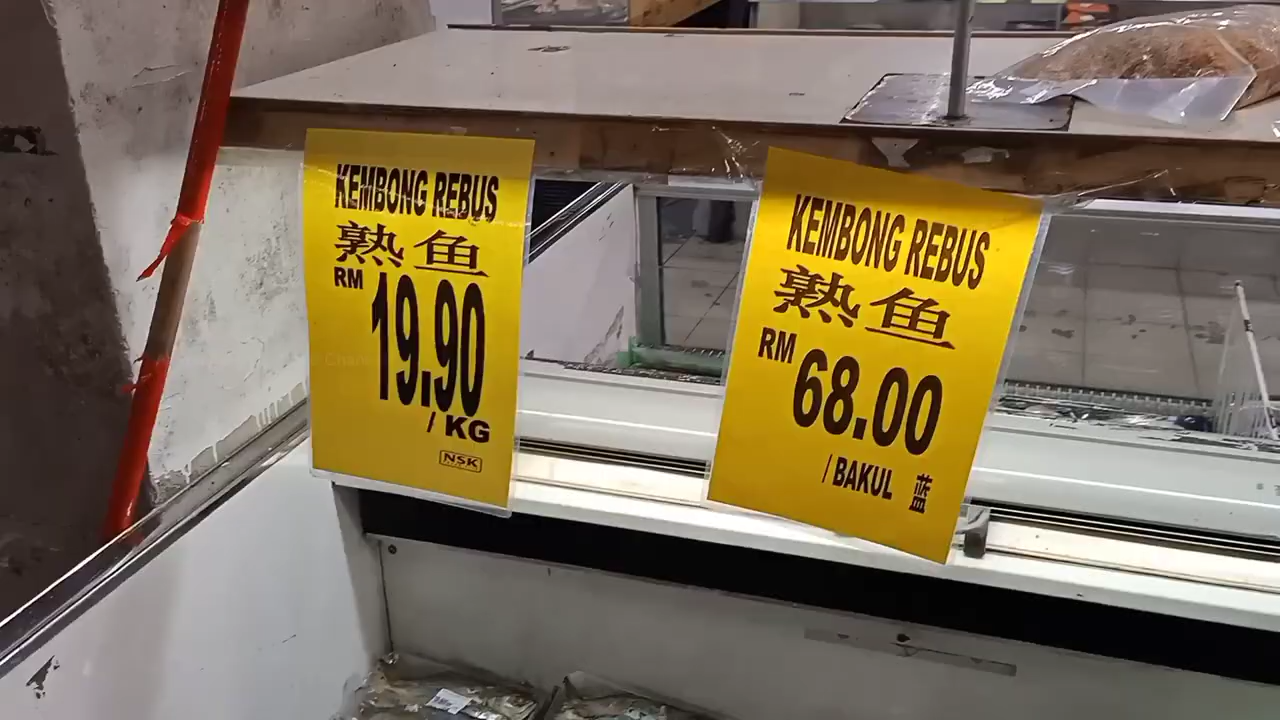 KEMBONG REBUS
熟鱼
RM
19.90
/KG
NSK
KEMBONG REBUS
熟鱼
RM
68.00
/BAKUL 蓝